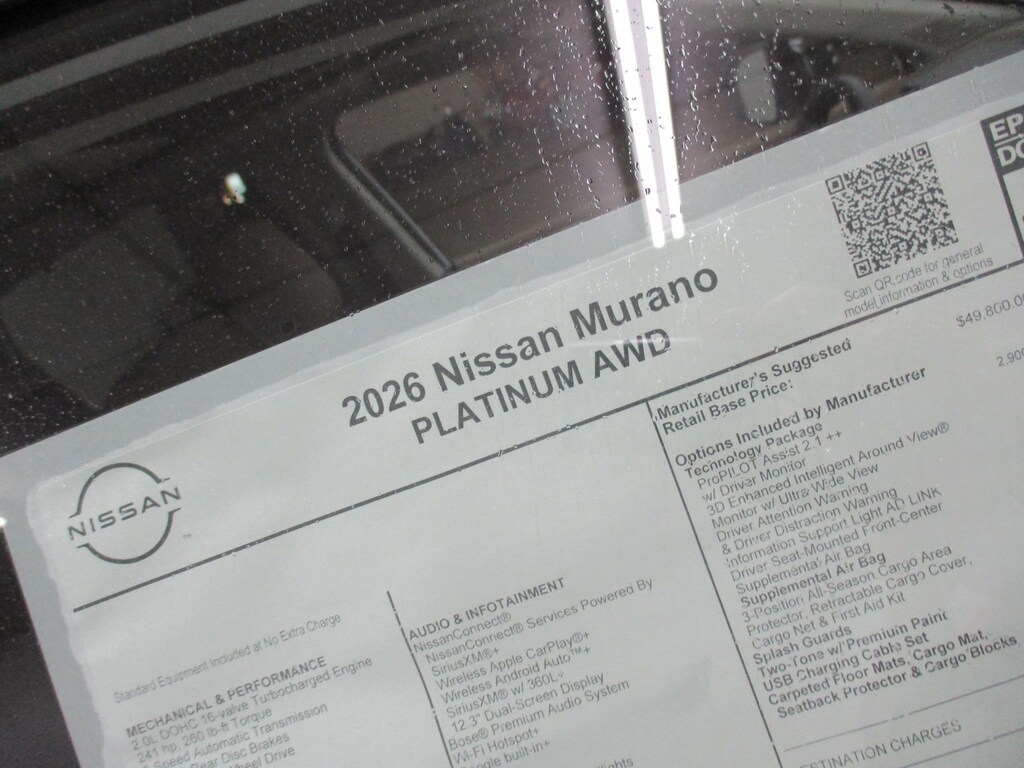 EP
DO
Scan QR code for general
model information & options
2026 Nissan Murano
PLATINUM AWD
NISSAN
Manufacturer's Suggested
Retail Base Price:
$49,800.0
Options Included by Manufacturer
Technology Package
2,90
ProPILOT Assist 2.1 ++
w/ Driver Monitor
3D Enhanced Intelligent Around View®
Monitor w/ Ultra Wide View
Driver Attention Warning
& Driver Distraction Warning
Information Support Light AD LINK
Driver Seat-Mounted Front-Center
Supplemental Air Bag
Supplemental Air Bag
3-Position All-Season Cargo Area
Protector, Retractable Cargo Cover,
Cargo Net & First Aid Kit
Splash Guards
Two-Tone w/ Premium Paint
USB Charging Cable Set
Carpeted Floor Mats, Cargo Mat,
Seatback Protector & Cargo Blocks
ESTINATION CHARGES
Standard Equipment Included at No Extra Charge
MECHANICAL & PERFORMANCE
2.0L DOHC 16-valve Turbocharged Engine
241 hp, 260 lb-ft Torque
Speed Automatic Transmission
Rear Disc Brakes
Wheel Drive
AUDIO & INFOTAINMENT
NissanConnect®
NissanConnect® Services Powered By
SiriusXM®+
Wireless Apple CarPlay®+
Wireless Android Auto™+
SiriusXM® w/ 360L+
12.3" Dual-Screen Display
Bose® Premium Audio System
Wi-Fi Hotspot+
oogle built-in+